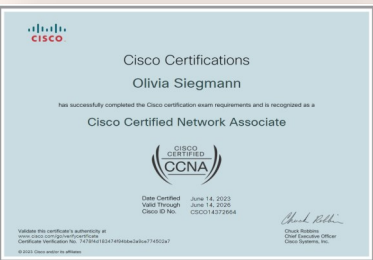 CISCO
Cisco Certifications
Olivia Siegmann
has successfully completed the Cisco certification exam requirements and is recognized as a
Cisco Certified Network Associate
CISCO
CERTIFIED
CCNA
Date Certified June 14, 2023
Valid Through June 14, 2026
Cisco ID No. CSCO14372664
Validate this certificate's authenticity at
www.cisco.com/go/verifycertificate
Certificate Verification No.
Chuck Robbins
Chuck Robbins
Chief Executive Officer
Cisco Systems, Inc.
© 2023 Cisco and/or its affiliates